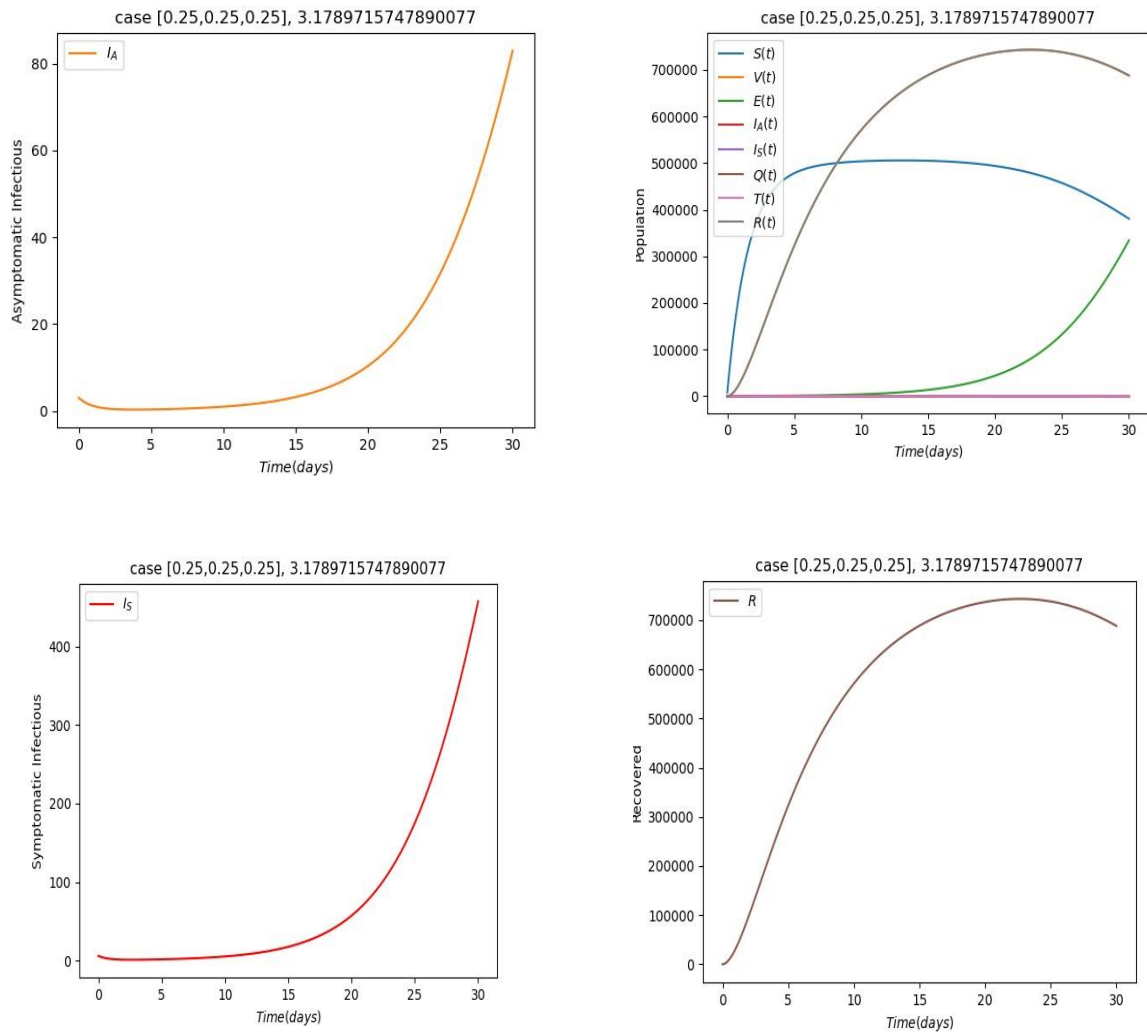 case [0.25,0.25,0.25], 3.1789715747890077
I_A
Asymptomatic Infectious
80
60
40
20
0
0 5 10 15 20 25 30
Time(days)
case [0.25,0.25,0.25], 3.1789715747890077
S(t)
V(t)
E(t)
I_A(t)
I_S(t)
Q(t)
T(t)
R(t)
Population
700000
600000
500000
400000
300000
200000
100000
0
0 5 10 15 20 25 30
Time(days)
case [0.25,0.25,0.25], 3.1789715747890077
I_S
Symptomatic Infectious
400
300
200
100
0
0 5 10 15 20 25 30
Time(days)
case [0.25,0.25,0.25], 3.1789715747890077
R
Recovered
700000
600000
500000
400000
300000
200000
100000
0
0 5 10 15 20 25 30
Time(days)